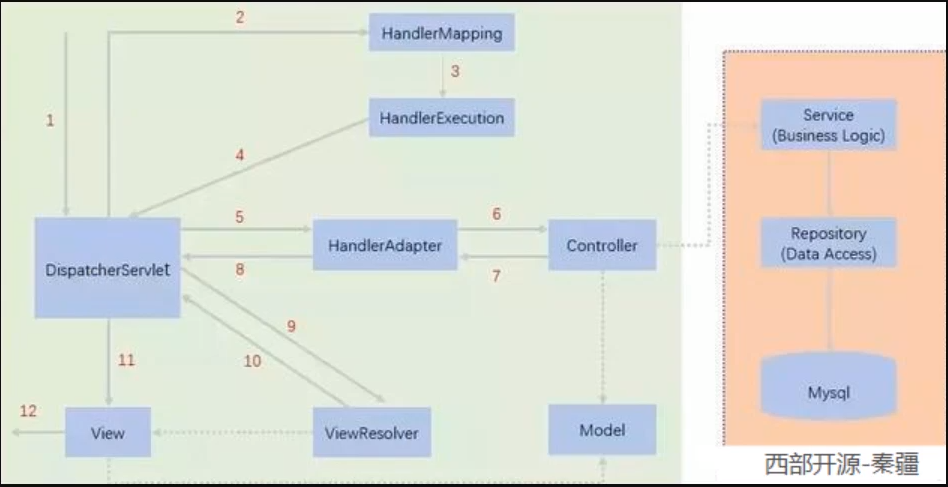 2
HandlerMapping
3
1
HandlerExecution
Service
(Business Logic)
4
5
6
HandlerAdapter
Controller
Repository
(Data Access)
DispatcherServlet
8
7
9
10
11
Mysql
12
View
ViewResolver
Model
西部开源-秦疆